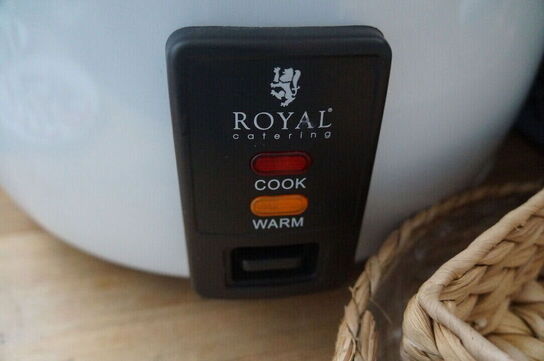 ROYAL®
catering
COOK
WARM